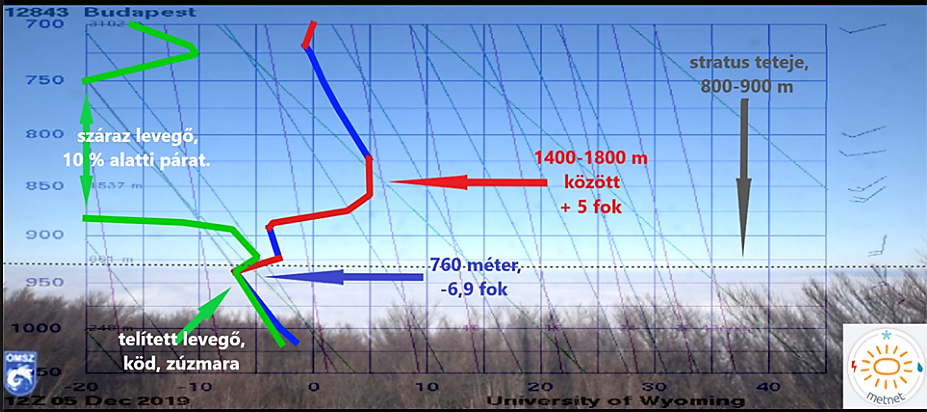 12843 Budapest
700
3102 m
stratus teteje,
800-900 m
750
800
száraz levegő,
10 % alatti párat.
1400-1800 m
között
+ 5 fok
850
1537 m
900
950
760 méter,
-6,9 fok
1000
telített levegő,
köd, zúzmara
OMSZ
metnet
-20
-10
0
10
20
30
40
12Z 05 Dec 2019
University of Wyoming